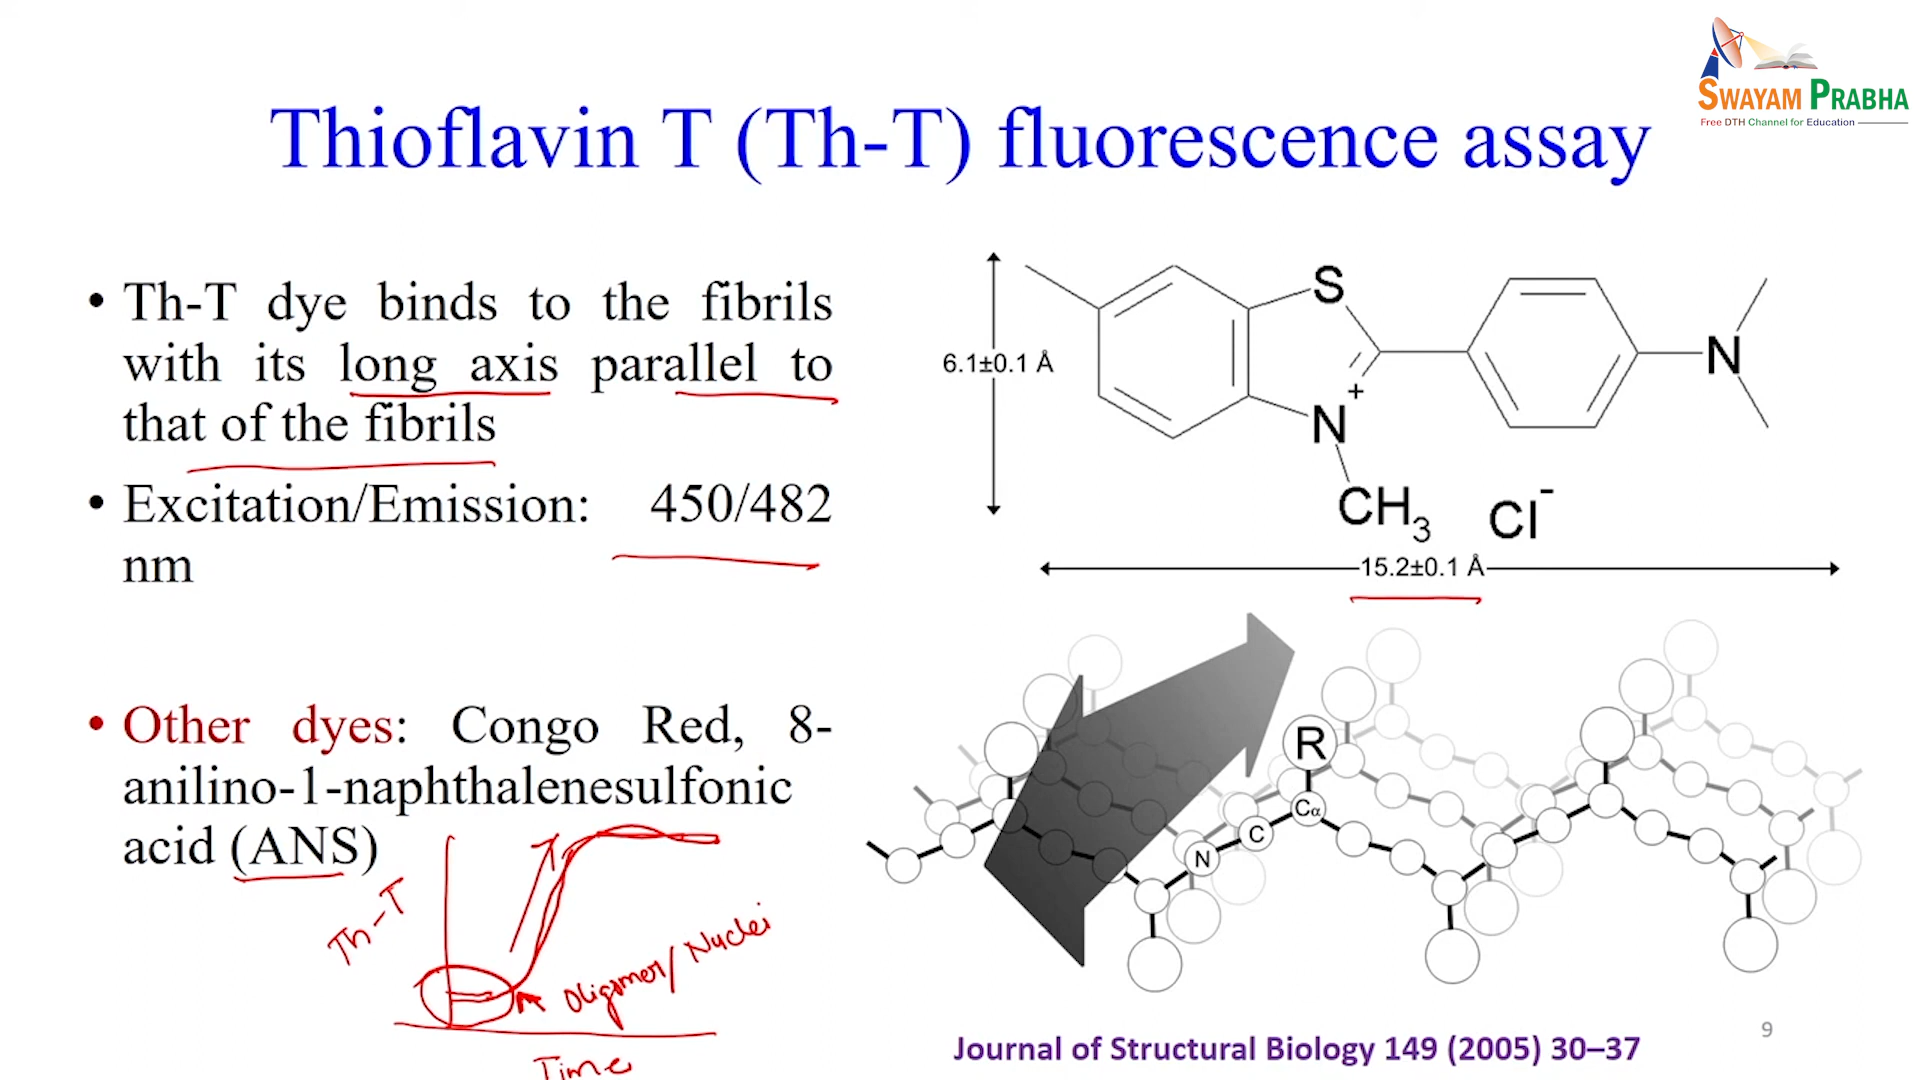 SWAYAM PRABHA
Free DTH Channel for Education
Thioflavin T (Th-T) fluorescence assay
• Th-T dye binds to the fibrils
with its long axis parallel to
that of the fibrils
• Excitation/Emission: 450/482
nm
• Other dyes: Congo Red, 8-
anilino-1-naphthalenesulfonic
acid (ANS)
Th-T
Oligomer/Nuclei
Time
S
N
+
N
CH3
Cl-
6.1±0.1 Å
15.2±0.1 Å
R
Cα
C
N
Journal of Structural Biology 149 (2005) 30–37
9